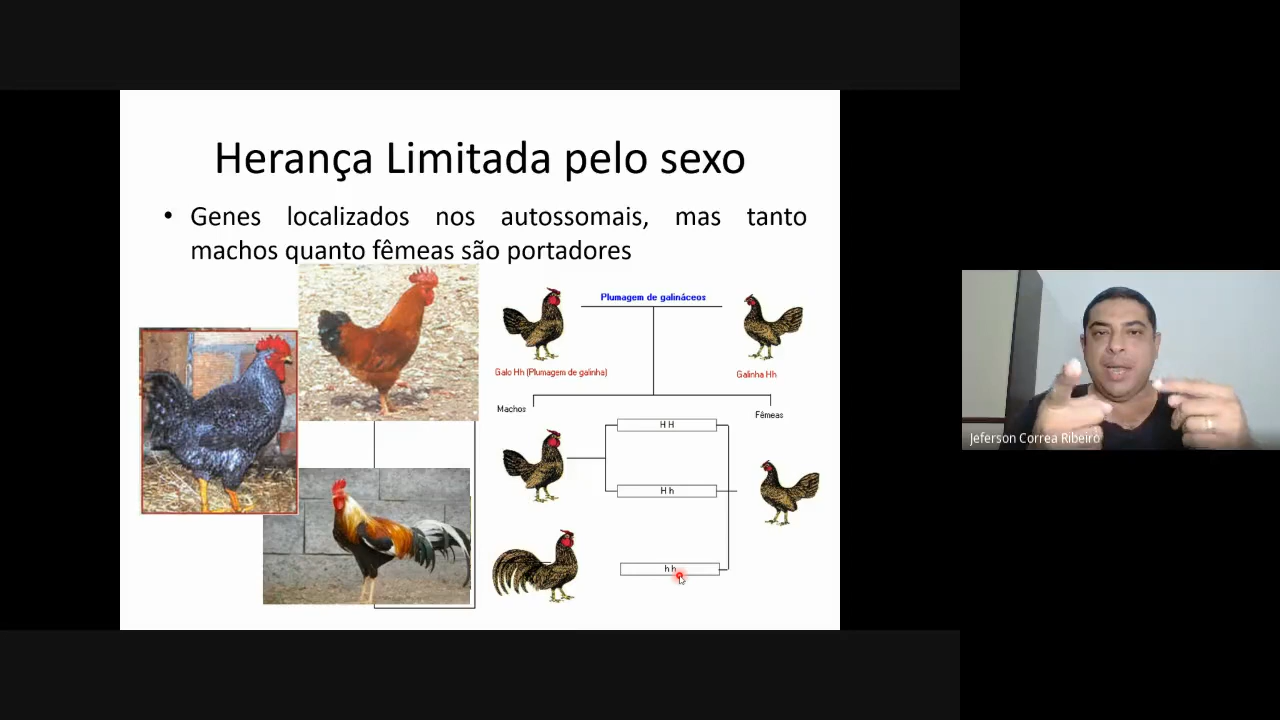 Herança Limitada pelo sexo
• Genes localizados nos autossomais, mas tanto
machos quanto fêmeas são portadores
Plumagem de galináceos
Galo Hh (Plumagem de galinha)
Galinha Hh
Machos
Fêmeas
H H
H h
h h
Jeferson Correa Ribeiro